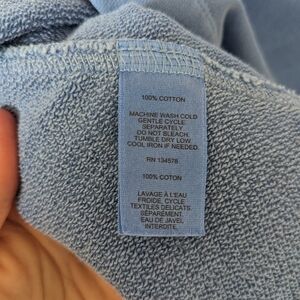 100% COTTON
MACHINE WASH COLD
GENTLE CYCLE
SEPARATELY
DO NOT BLEACH.
TUMBLE DRY LOW.
COOL IRON IF NEEDED.
RN 134578
100% COTON
LAVAGE À L'EAU
FROIDE, CYCLE
TEXTILES DELICATS.
SÉPARÉMENT.
EAU DE JAVEL
INTERDITE.